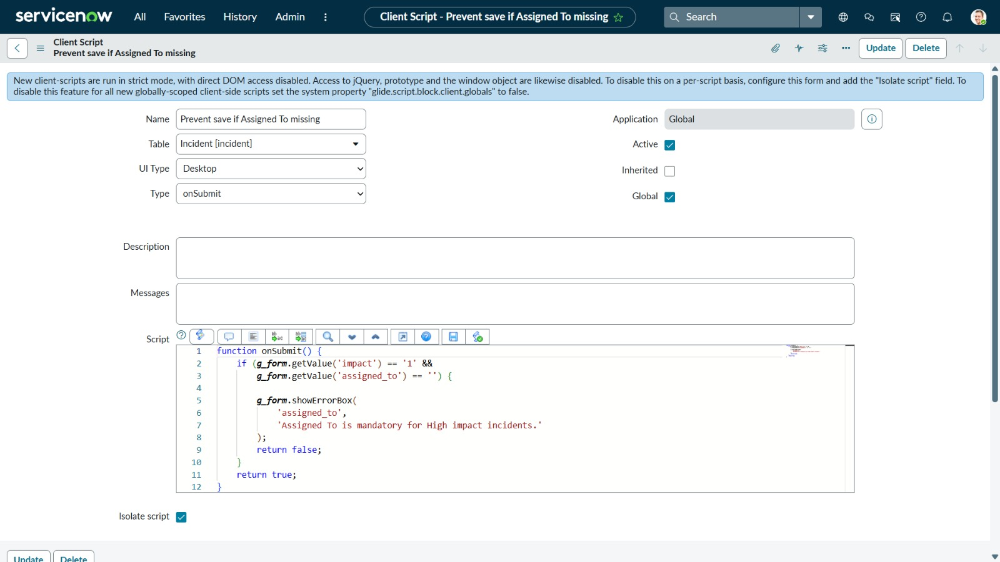 servicenow
All
Favorites
History
Admin
Client Script - Prevent save if Assigned To missing
Search
Client Script
Prevent save if Assigned To missing
Update
Delete
New client-scripts are run in strict mode, with direct DOM access disabled. Access to jQuery, prototype and the window object are likewise disabled. To disable this on a per-script basis, configure this form and add the "Isolate script" field. To
disable this feature for all new globally-scoped client-side scripts set the system property "glide.script.block.client.globals" to false.
Name
Prevent save if Assigned To missing
Application
Global
Table
Incident [incident]
Active
UI Type
Desktop
Inherited
Type
onSubmit
Global
Description
Messages
Script
1 function onSubmit() {
2 if (g_form.getValue('impact') == '1' &&
3 g_form.getValue('assigned_to') == '') {
4
5 g_form.showErrorBox(
6 'assigned_to',
7 'Assigned To is mandatory for High impact incidents.'
8 );
9 return false;
10 }
11 return true;
12 }
Isolate script
Update
Delete